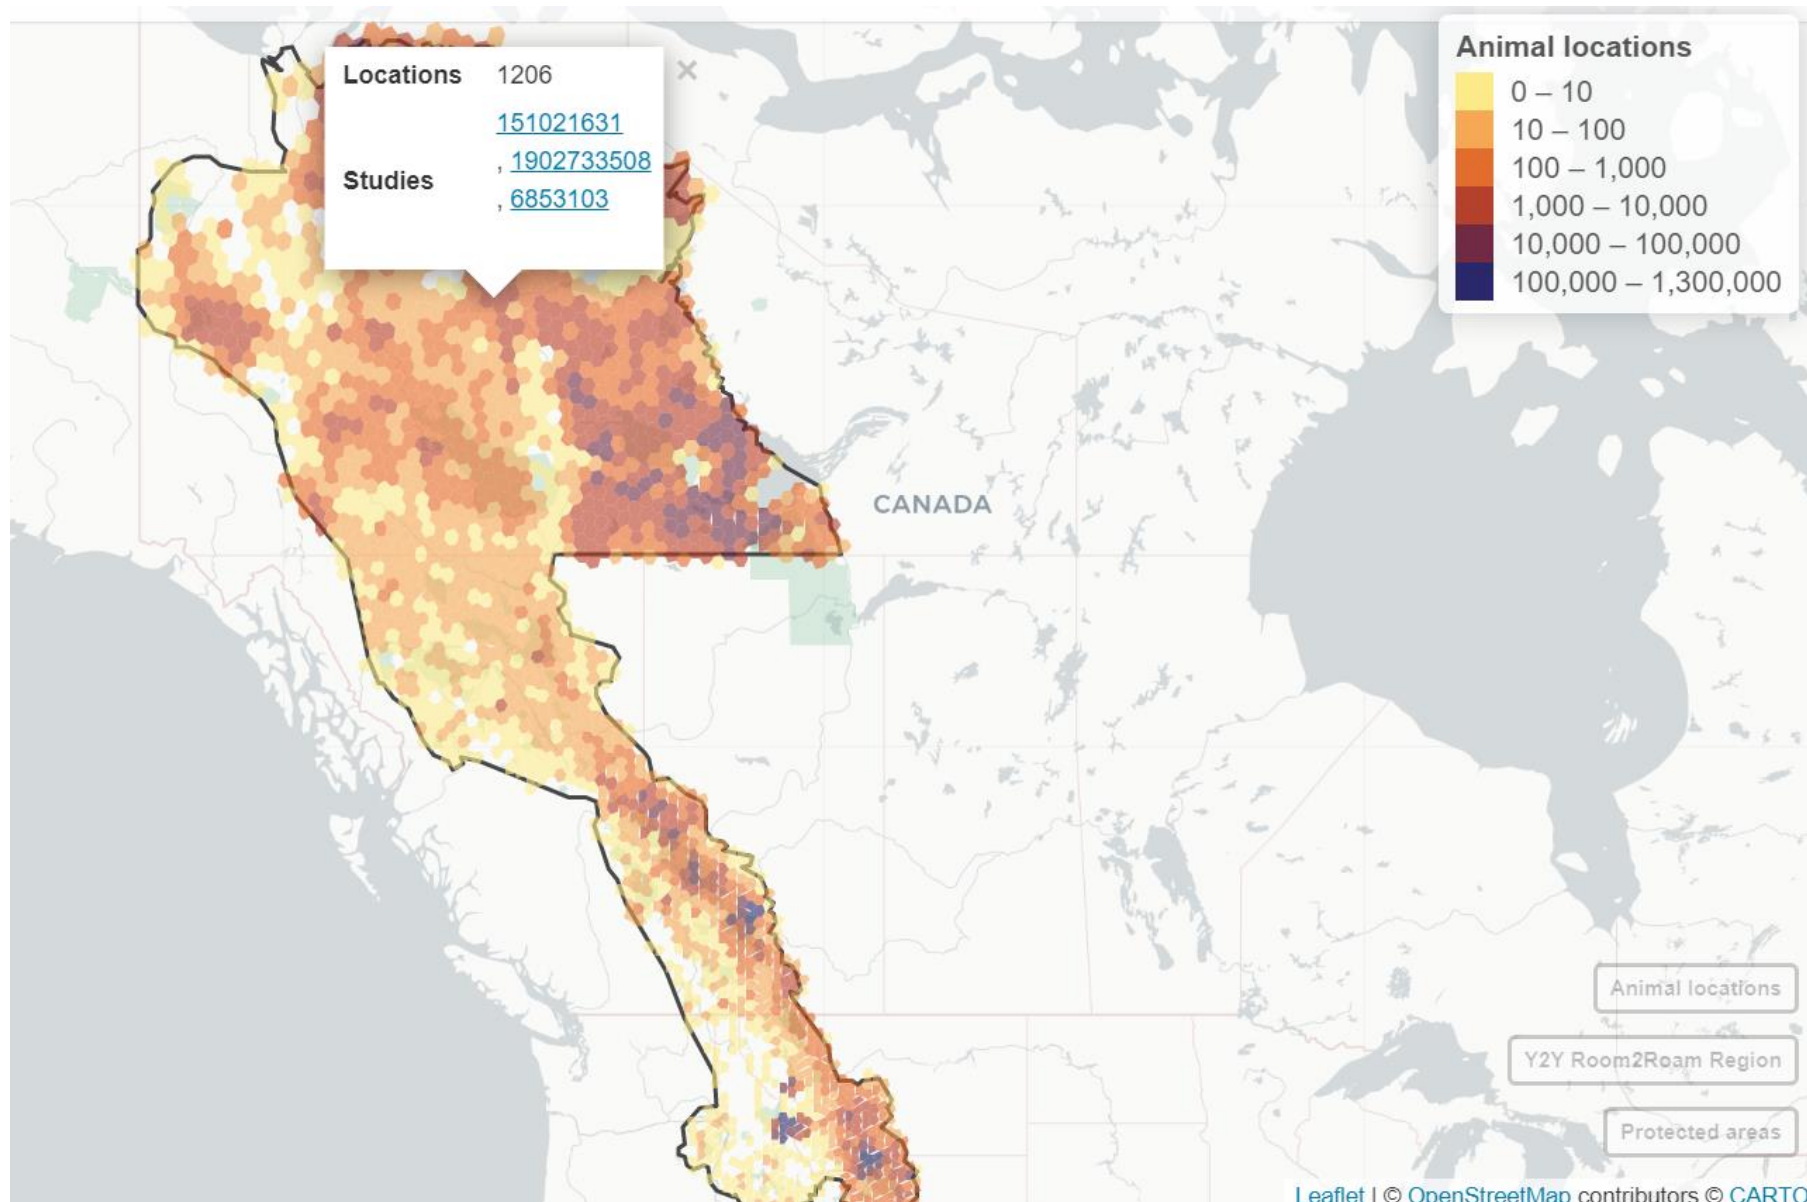 Locations 1206
151021631
Studies , 1902733508
, 6853103
×
Animal locations
0 – 10
10 – 100
100 – 1,000
1,000 – 10,000
10,000 – 100,000
100,000 – 1,300,000
CANADA
Animal locations
Y2Y Room2Roam Region
Protected areas
Leaflet | © OpenStreetMap contributors © CARTO